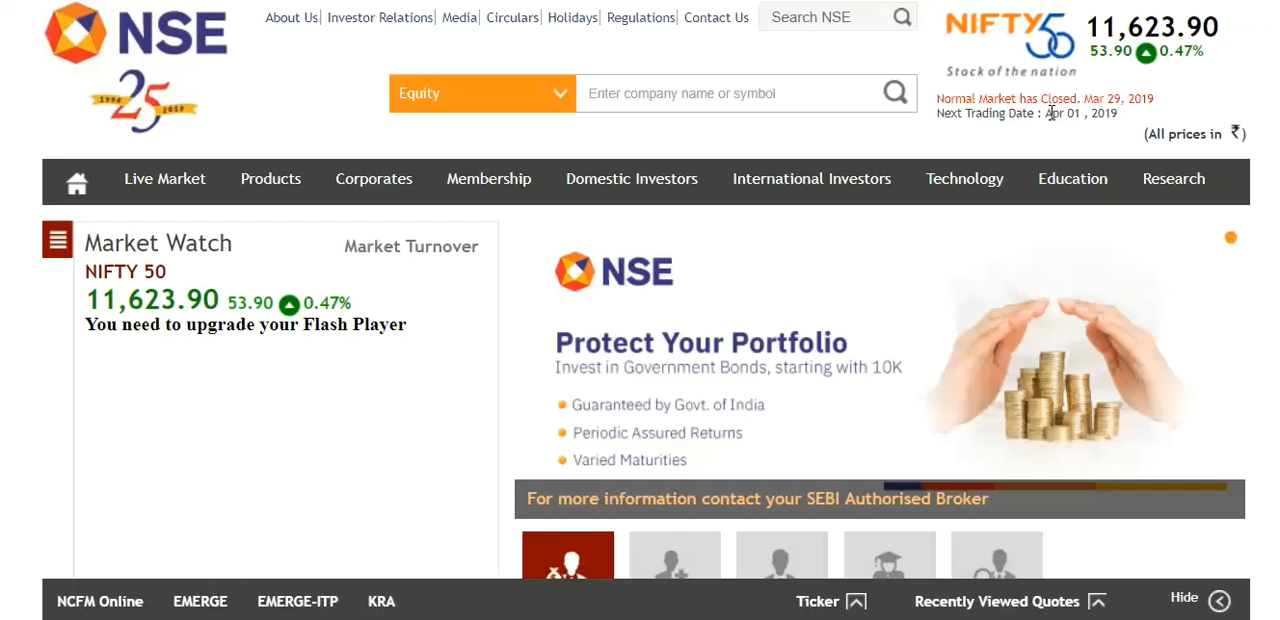 NSE
1994 25 2019
About Us| Investor Relations| Media| Circulars| Holidays| Regulations| Contact Us
Search NSE
Equity
Enter company name or symbol
NIFTY 50
Stock of the nation
11,623.90
53.90 0.47%
Normal Market has Closed. Mar 29, 2019
Next Trading Date : Apr 01 , 2019
(All prices in ₹)
Live Market Products Corporates Membership Domestic Investors International Investors Technology Education Research
Market Watch
Market Turnover
NIFTY 50
11,623.90 53.90 0.47%
You need to upgrade your Flash Player
NSE
Protect Your Portfolio
Invest in Government Bonds, starting with 10K
Guaranteed by Govt. of India
Periodic Assured Returns
Varied Maturities
For more information contact your SEBI Authorised Broker
NCFM Online EMERGE EMERGE-ITP KRA Ticker Recently Viewed Quotes Hide